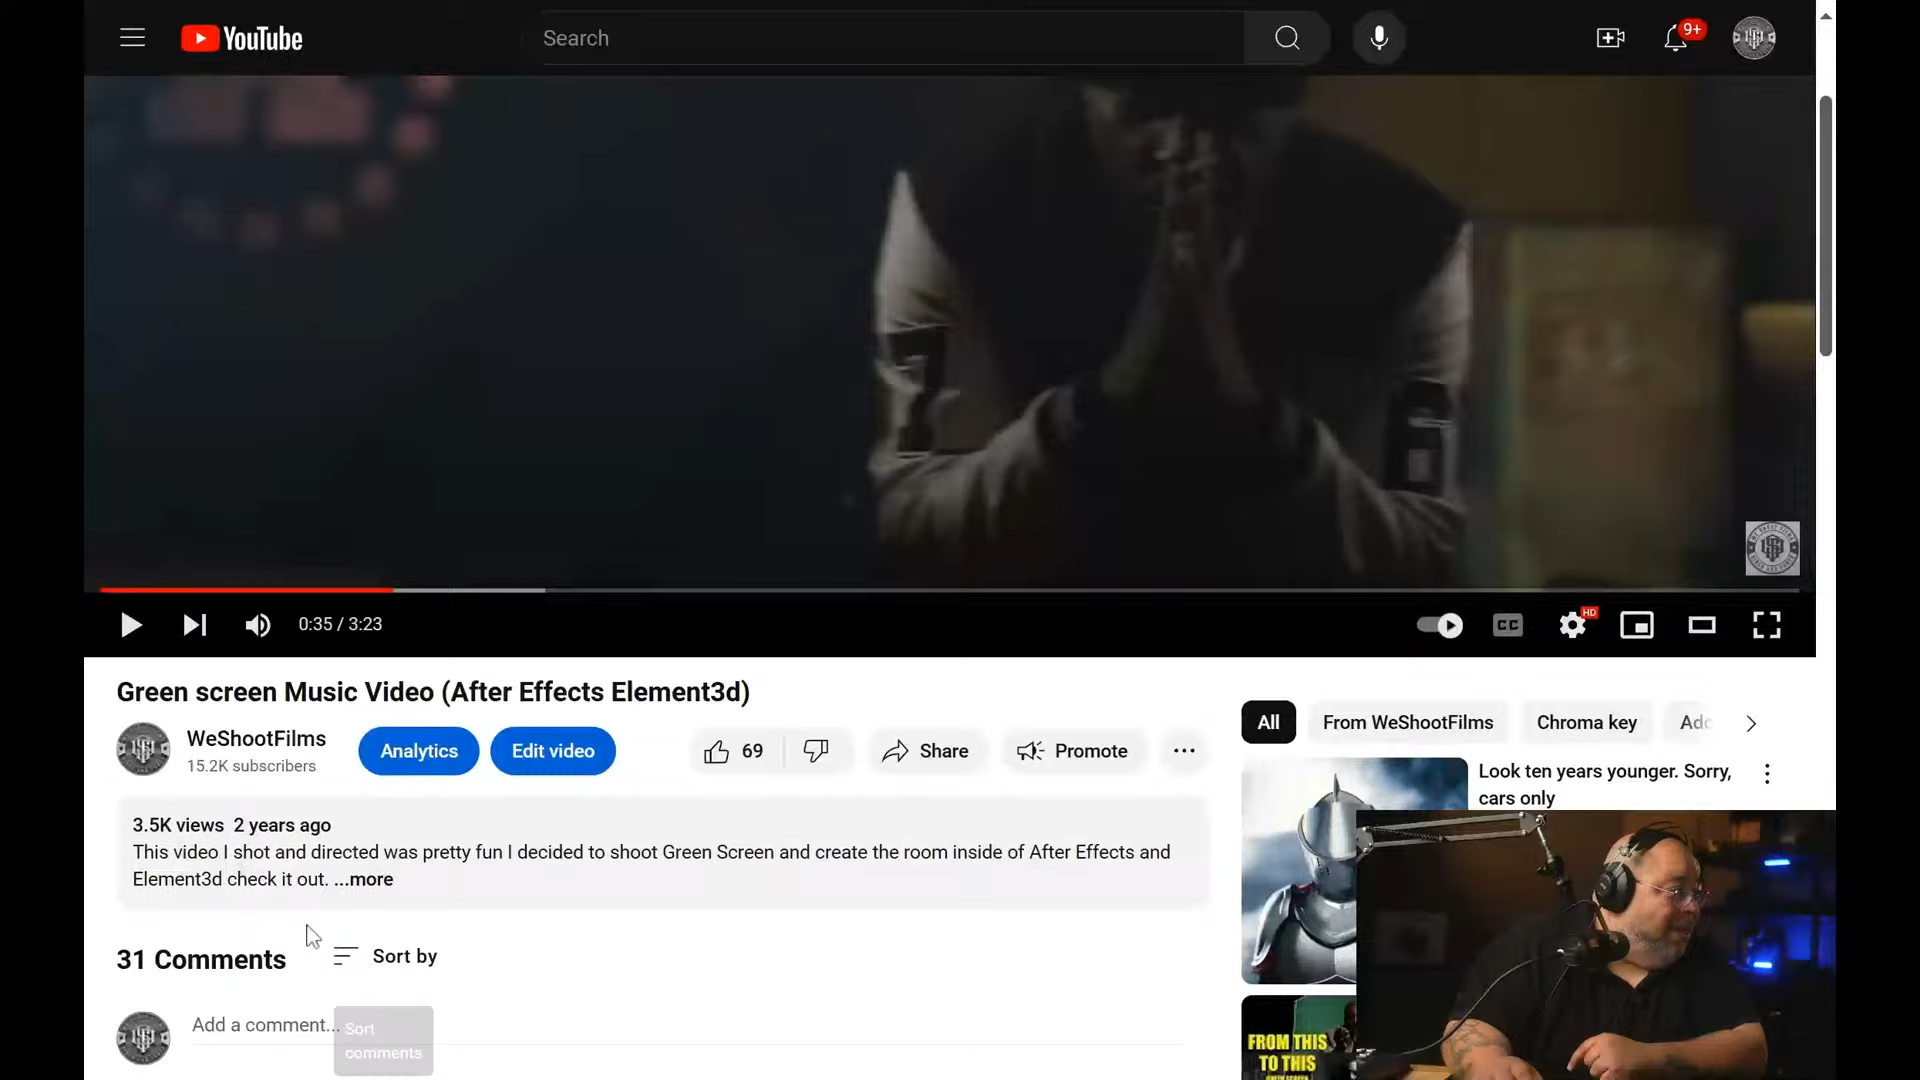 YouTube
Search
9+
0:35 / 3:23
CC
HD
Green screen Music Video (After Effects Element3d)
WeShootFilms
15.2K subscribers
Analytics
Edit video
69
Share
Promote
All
From WeShootFilms
Chroma key
3.5K views 2 years ago
This video I shot and directed was pretty fun I decided to shoot Green Screen and create the room inside of After Effects and
Element3d check it out. ...more
Look ten years younger. Sorry,
cars only
31 Comments
Sort by
Add a comment...
Sort
comments
FROM THIS
TO THIS